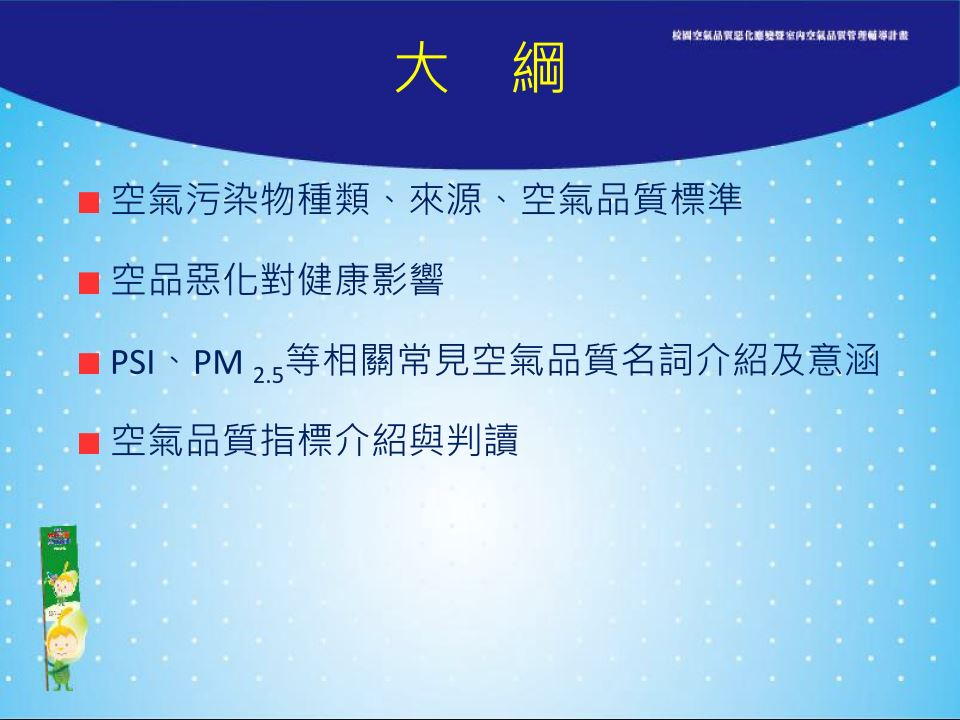 校園空氣品質惡化應變暨室內空氣品質管理輔導計畫
大 綱
空氣污染物種類、來源、空氣品質標準
空品惡化對健康影響
PSI、PM 2.5等相關常見空氣品質名詞介紹及意涵
空氣品質指標介紹與判讀